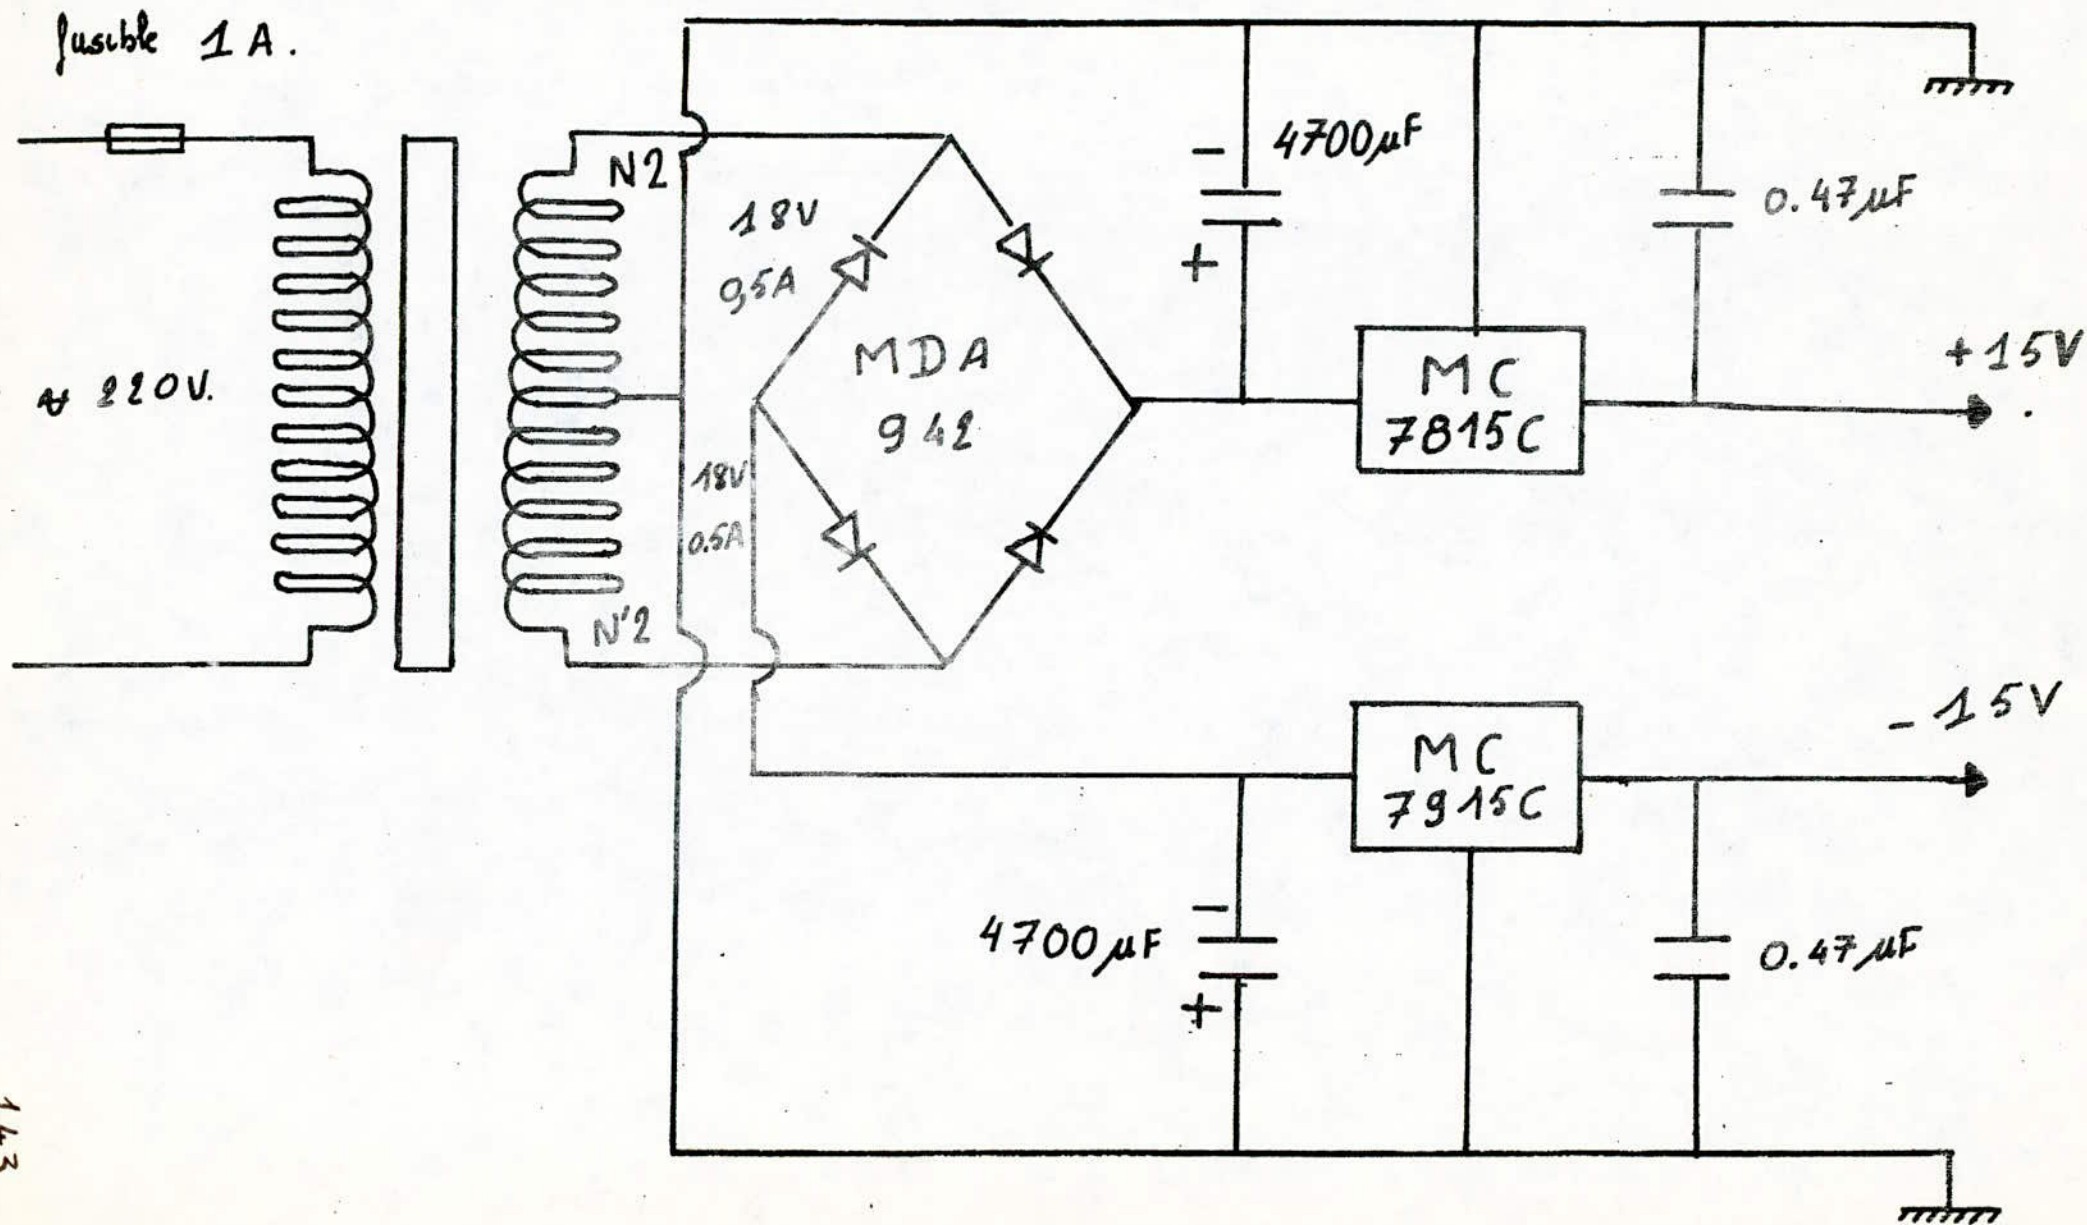 fusible 1 A.
N2
18V
0,5A
MDA
942
18V
0.5A
N'2
220V.
−
4700µF
+
0.47µF
MC
7815C
+15V
MC
7915C
- 15V
−
4700µF
+
0.47µF
143